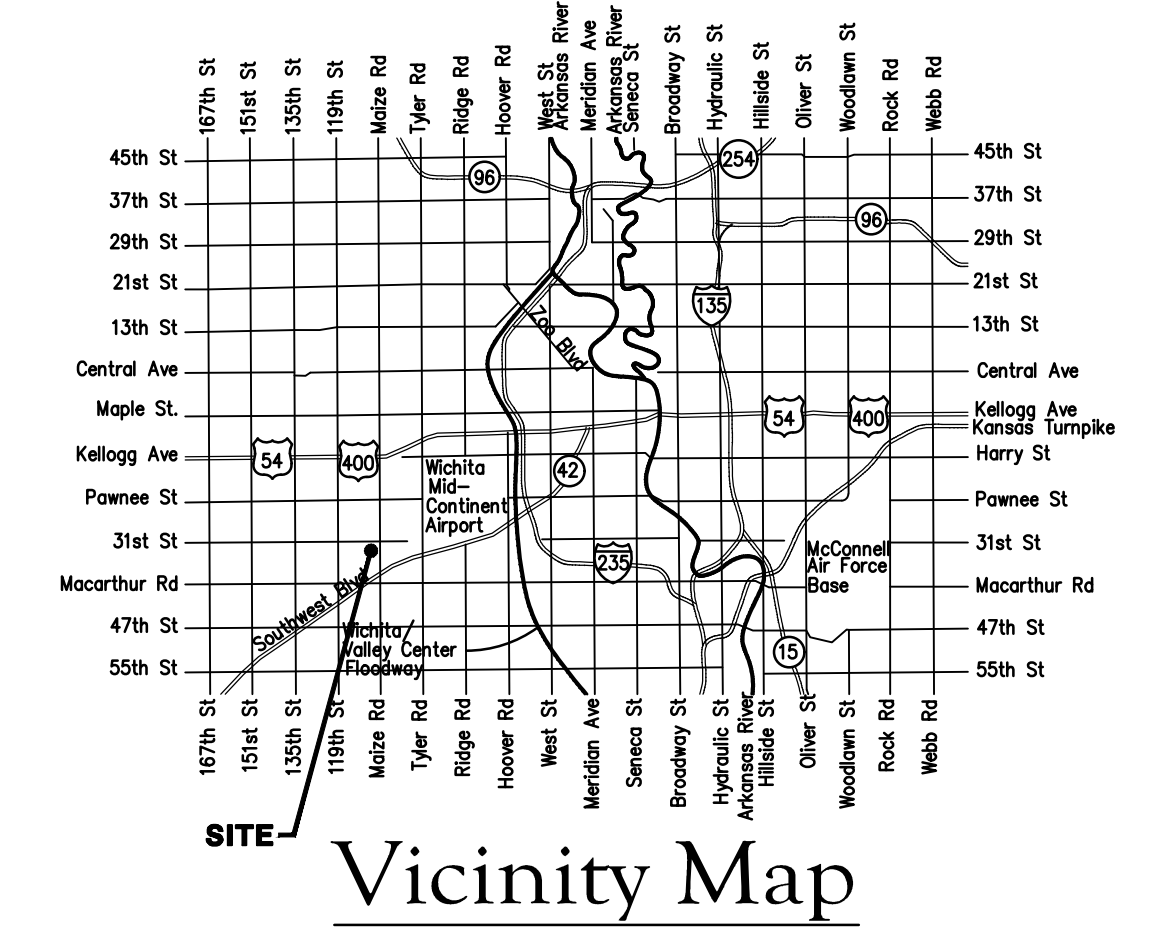 167th St
151st St
135th St
119th St
Maize Rd
Tyler Rd
Ridge Rd
Hoover Rd
West St
Arkansas River
Meridian Ave
Arkansas River
Seneca St
Broadway St
Hydraulic St
Hillside St
Oliver St
Woodlawn St
Rock Rd
Webb Rd
45th St
37th St
29th St
21st St
13th St
Central Ave
Maple St.
Kellogg Ave
Pawnee St
31st St
Macarthur Rd
47th St
55th St
45th St
37th St
29th St
21st St
13th St
Central Ave
Kellogg Ave
Kansas Turnpike
Harry St
Pawnee St
31st St
Macarthur Rd
47th St
55th St
96
254
96
135
Zoo Blvd
54
400
54
400
42
Wichita
Mid-
Continent
Airport
235
McConnell
Air Force
Base
Southwest Blvd
Wichita/
Valley Center
Floodway
15
167th St
151st St
135th St
119th St
Maize Rd
Tyler Rd
Ridge Rd
Hoover Rd
West St
Meridian Ave
Seneca St
Broadway St
Hydraulic St
Arkansas River
Hillside St
Oliver St
Woodlawn St
Rock Rd
Webb Rd
SITE
Vicinity Map